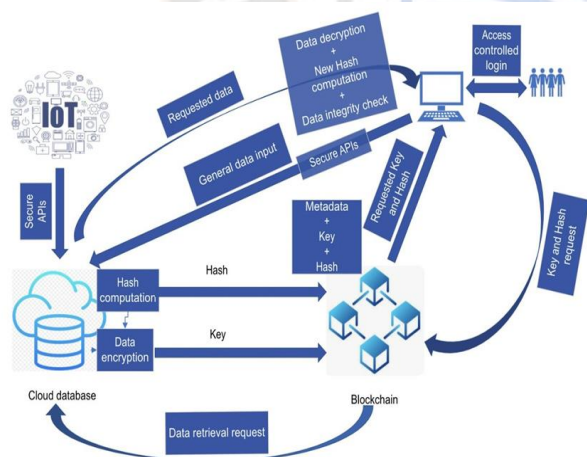 Data decryption
+
New Hash
computation
+
Data integrity check
Access
controlled
login
IoT
Requested data
General data input
Secure APIs
Secure
APIs
Metadata
+
Key
+
Hash
Requested Key
and Hash
Key and Hash
request
Hash
computation
Hash
Data
encryption
Key
Cloud database
Blockchain
Data retrieval request